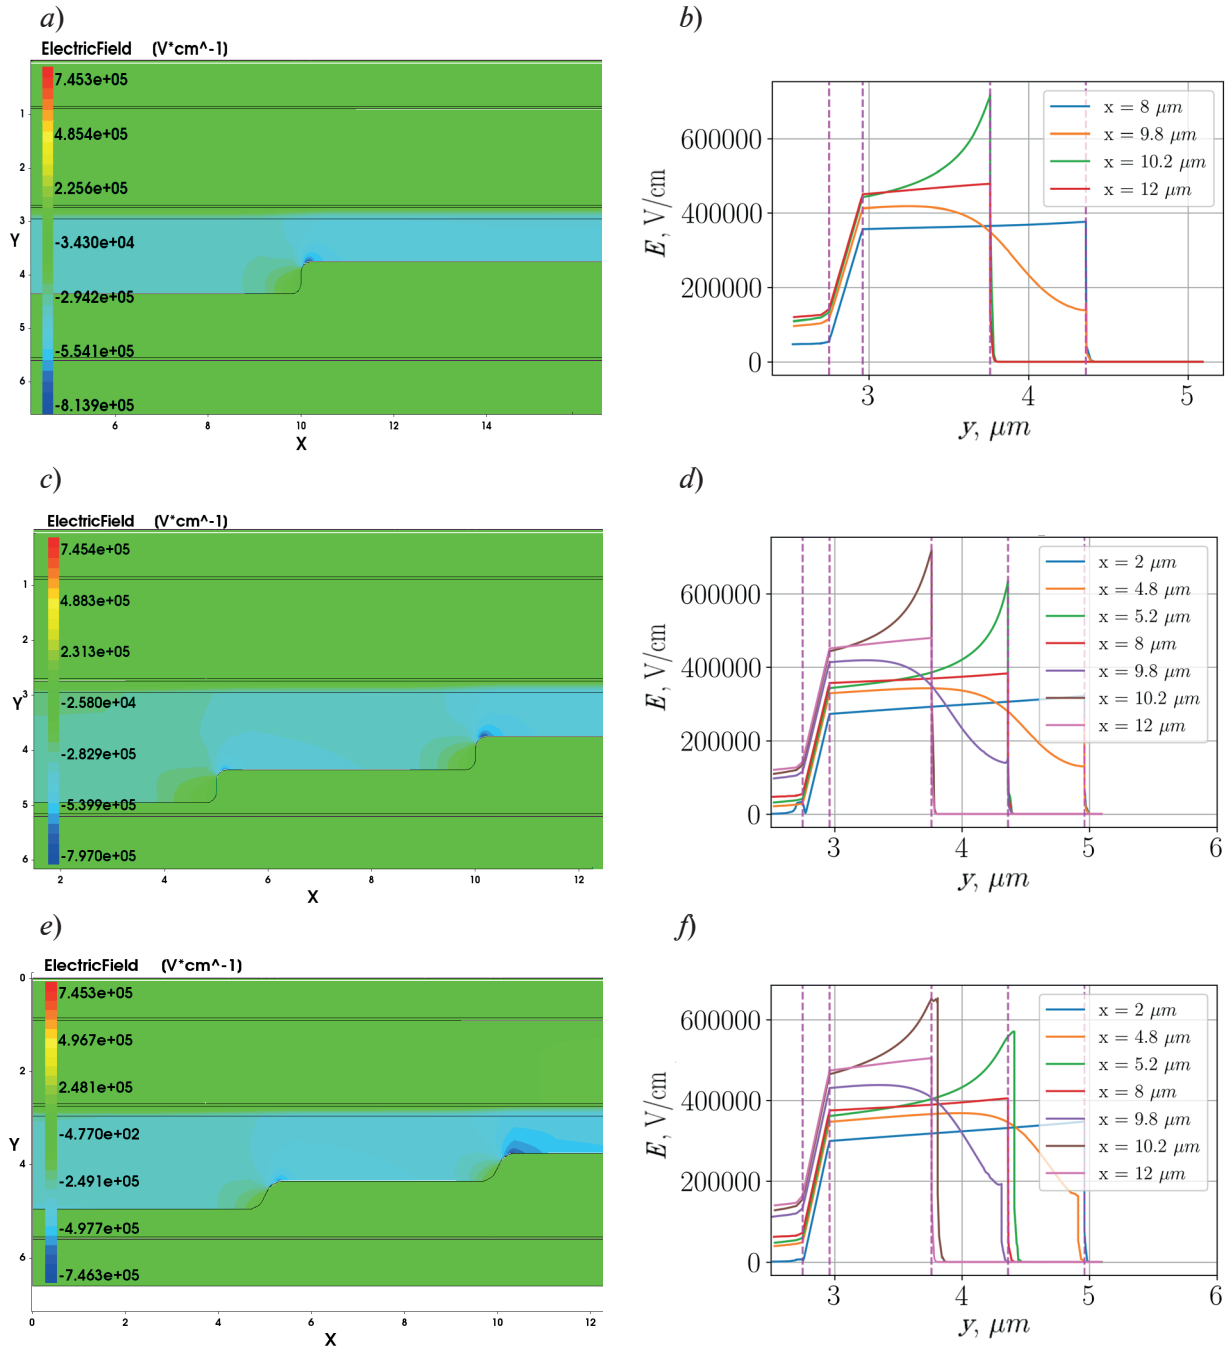 a)
ElectricField (V*cm^-1)
7.453e+05
4.854e+05
2.256e+05
-3.430e+04
-2.942e+05
-5.541e+05
-8.139e+05
1
2
3
4
5
6
Y
6 8 10 12 14
X
b)
E, V/cm
600000
400000
200000
0
3 4 5
y, μm
x = 8 μm
x = 9.8 μm
x = 10.2 μm
x = 12 μm
c)
ElectricField (V*cm^-1)
7.454e+05
4.883e+05
2.313e+05
-2.580e+04
-2.829e+05
-5.399e+05
-7.970e+05
1
2
3
4
5
6
Y
2 4 6 8 10 12
X
d)
E, V/cm
600000
400000
200000
0
3 4 5 6
y, μm
x = 2 μm
x = 4.8 μm
x = 5.2 μm
x = 8 μm
x = 9.8 μm
x = 10.2 μm
x = 12 μm
e)
ElectricField (V*cm^-1)
7.453e+05
4.967e+05
2.481e+05
-4.770e+02
-2.491e+05
-4.977e+05
-7.463e+05
0
2
4
6
Y
0 2 4 6 8 10 12
X
f)
E, V/cm
600000
400000
200000
0
3 4 5 6
y, μm
x = 2 μm
x = 4.8 μm
x = 5.2 μm
x = 8 μm
x = 9.8 μm
x = 10.2 μm
x = 12 μm